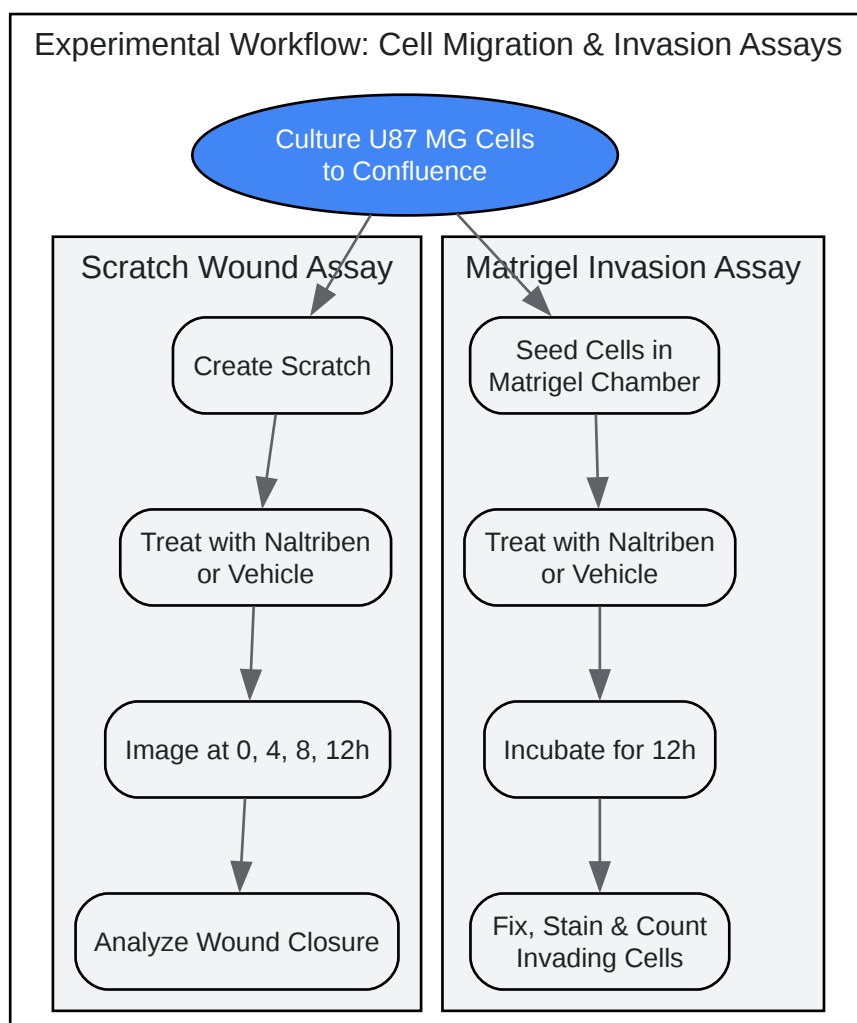 Experimental Workflow: Cell Migration & Invasion Assays
Culture U87 MG Cells
to Confluence
Scratch Wound Assay
Create Scratch
Treat with Naltriben
or Vehicle
Image at 0, 4, 8, 12h
Analyze Wound Closure
Matrigel Invasion Assay
Seed Cells in
Matrigel Chamber
Treat with Naltriben
or Vehicle
Incubate for 12h
Fix, Stain & Count
Invading Cells